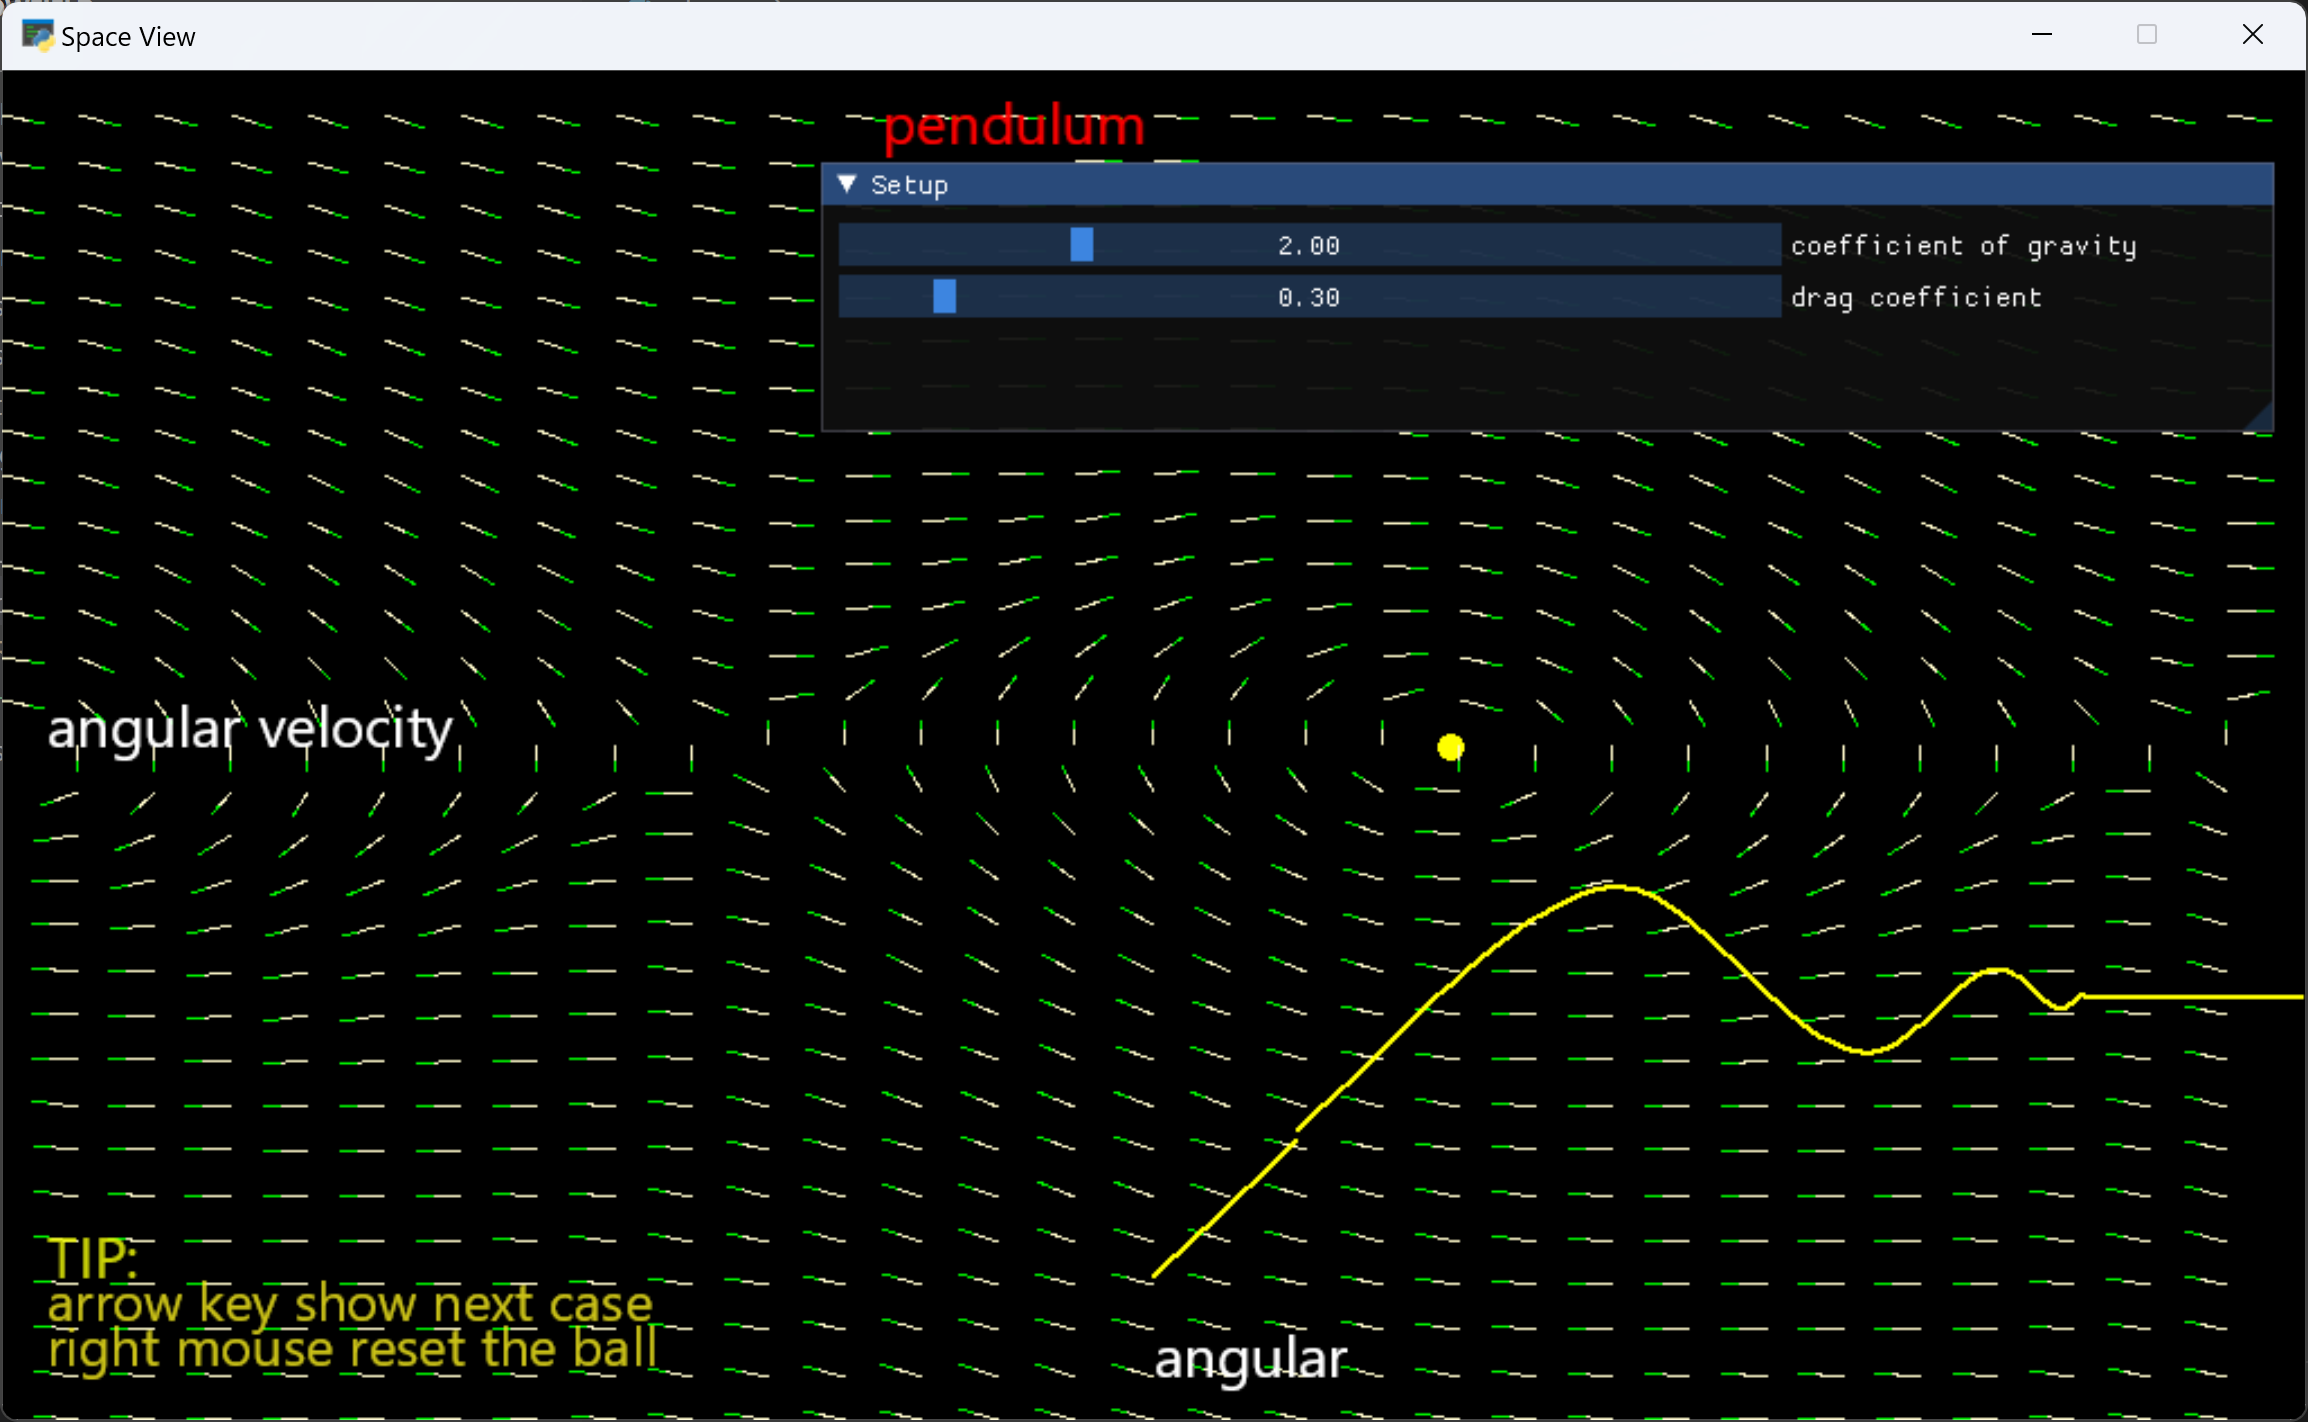 Space View
pendulum
Setup
2.00 coefficient of gravity
0.30 drag coefficient
angular velocity
TIP:
arrow key show next case
right mouse reset the ball
angular